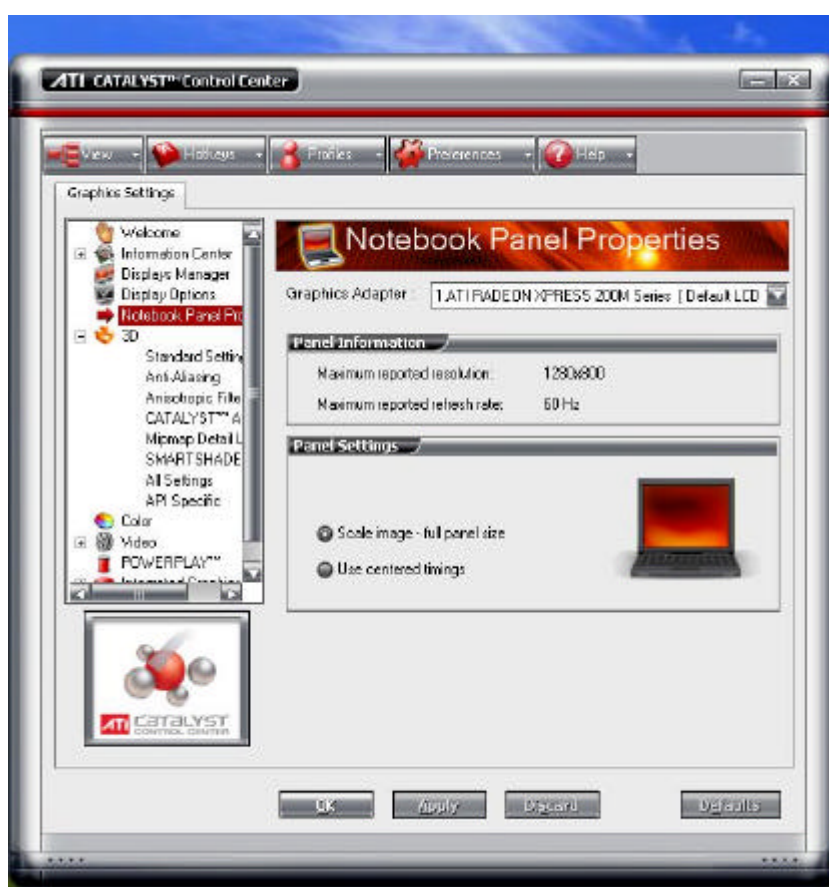 ATI CATALYST™ Control Center
View Hotkeys Profiles Preferences Help
Graphics Settings
Welcome
Information Center
Displays Manager
Display Options
Notebook Panel Pro
3D
Standard Setting
Anti-Aliasing
Anisotropic Filte
CATALYST™ A
Mipmap Detail L
SMARTSHADE
All Settings
API Specific
Color
Video
POWERPLAY™
Integrated Graphics
ATI CATALYST
CONTROL CENTER
Notebook Panel Properties
Graphics Adapter : 1.ATI RADEON XPRESS 200M Series [ Default LCD
Panel Information
Maximum reported resolution: 1280x800
Maximum reported refresh rate: 60 Hz
Panel Settings
Scale image - full panel size
Use centered timings
OK Apply Discard Defaults